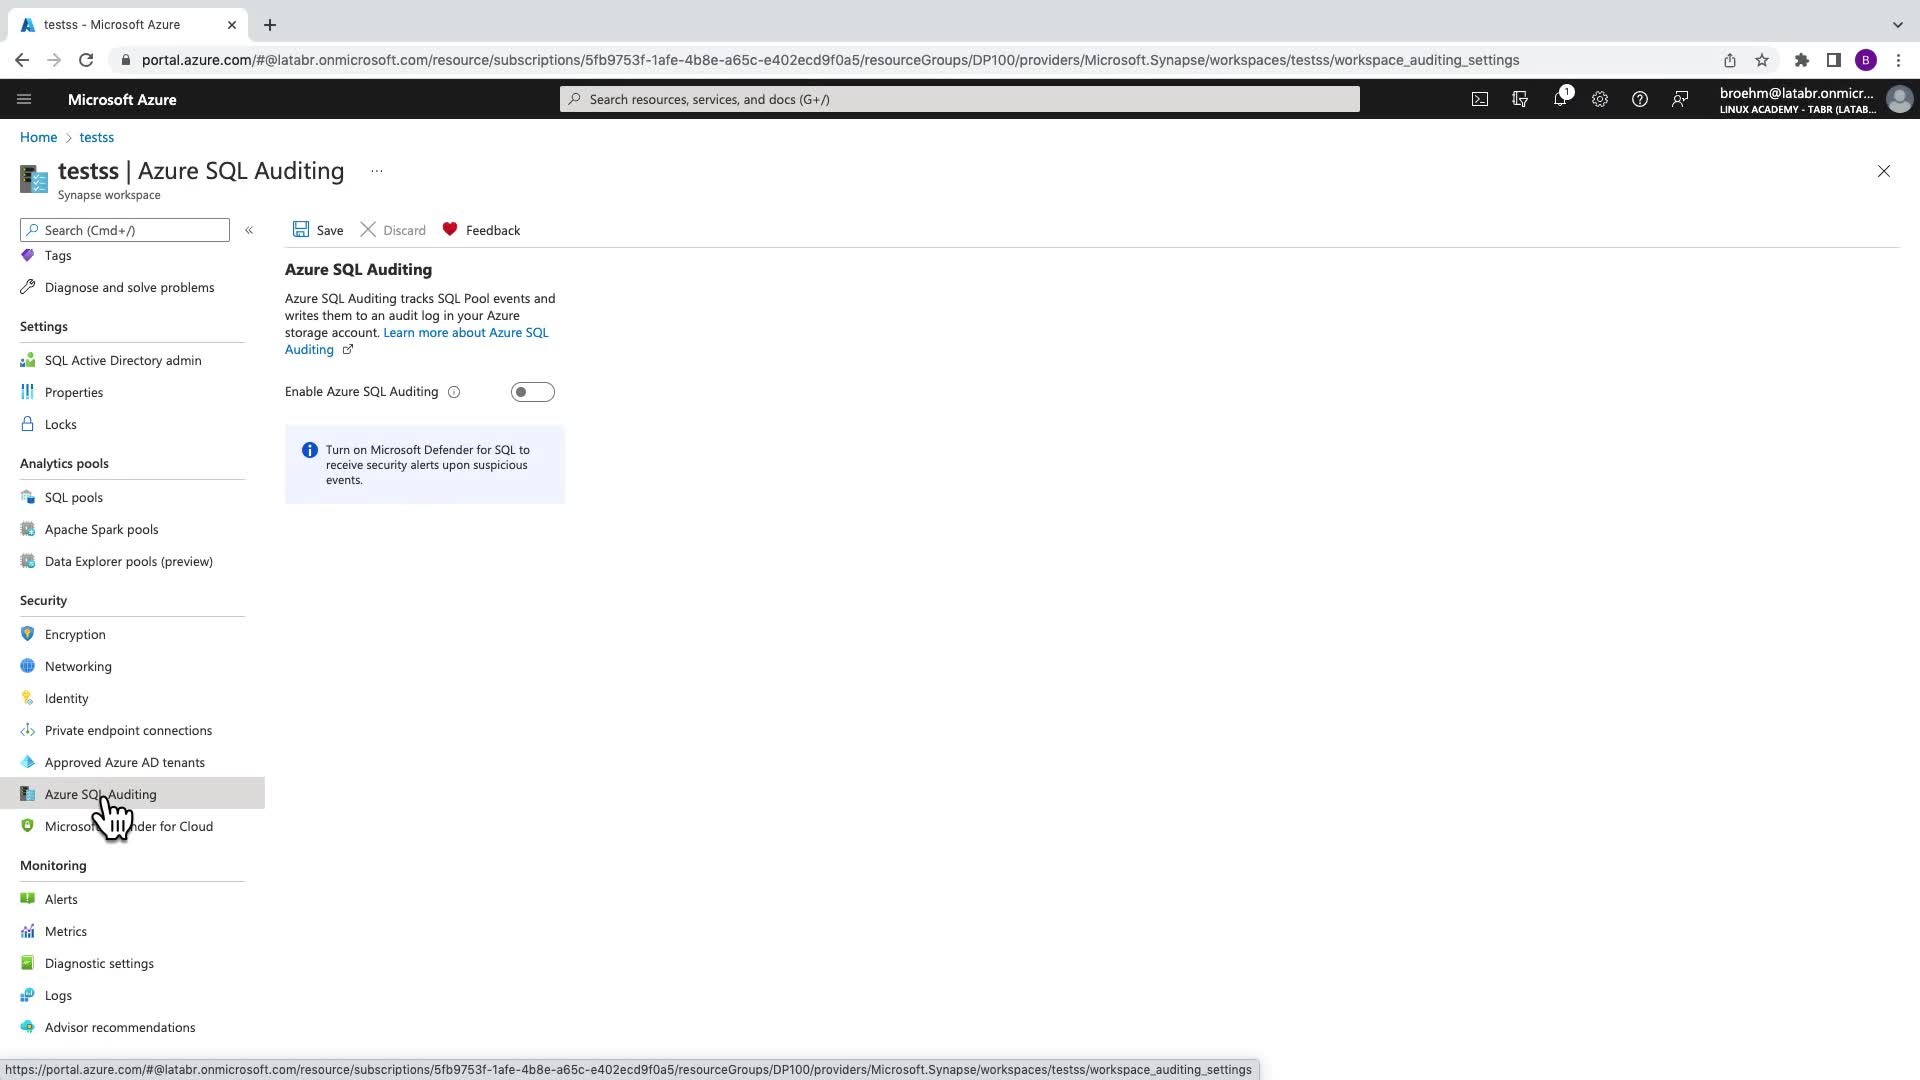 testss - Microsoft Azure
portal.azure.com/#@latabr.onmicrosoft.com/resource/subscriptions/5fb9753f-1afe-4b8e-a65c-e402ecd9f0a5/resourceGroups/DP100/providers/Microsoft.Synapse/workspaces/testss/workspace_auditing_settings
B
Microsoft Azure
Search resources, services, and docs (G+/)
1
broehm@latabr.onmicr...
LINUX ACADEMY - TABR (LATAB...
Home > testss
testss | Azure SQL Auditing ...
Synapse workspace
Search (Cmd+/)
«
Save
Discard
Feedback
Tags
Diagnose and solve problems
Settings
SQL Active Directory admin
Properties
Locks
Analytics pools
SQL pools
Apache Spark pools
Data Explorer pools (preview)
Security
Encryption
Networking
Identity
Private endpoint connections
Approved Azure AD tenants
Azure SQL Auditing
Microsof nder for Cloud
Monitoring
Alerts
Metrics
Diagnostic settings
Logs
Advisor recommendations
Azure SQL Auditing
Azure SQL Auditing tracks SQL Pool events and
writes them to an audit log in your Azure
storage account. Learn more about Azure SQL
Auditing
Enable Azure SQL Auditing
Turn on Microsoft Defender for SQL to
receive security alerts upon suspicious
events.
https://portal.azure.com/#@latabr.onmicrosoft.com/resource/subscriptions/5fb9753f-1afe-4b8e-a65c-e402ecd9f0a5/resourceGroups/DP100/providers/Microsoft.Synapse/workspaces/testss/workspace_auditing_settings